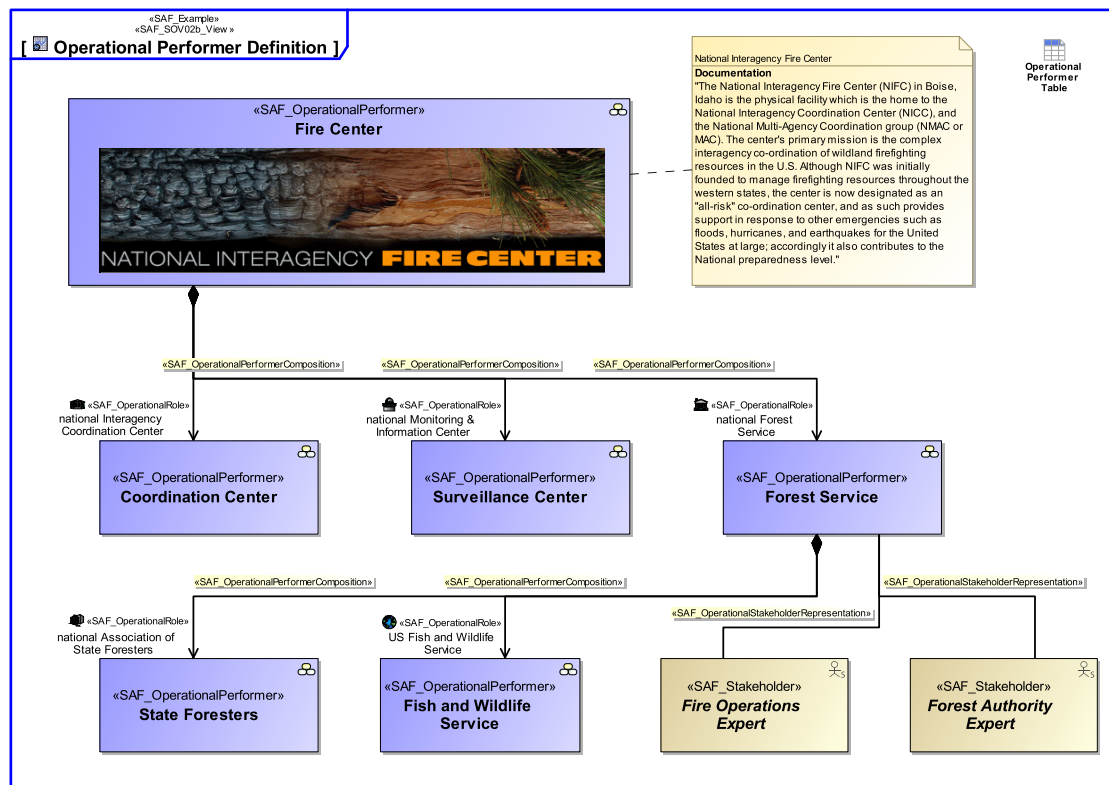 «SAF_Example»
«SAF_SOV02b_View »
[ Operational Performer Definition ]
National Interagency Fire Center
Documentation
"The National Interagency Fire Center (NIFC) in Boise,
Idaho is the physical facility which is the home to the
National Interagency Coordination Center (NICC), and
the National Multi-Agency Coordination group (NMAC or
MAC). The center's primary mission is the complex
interagency co-ordination of wildland firefighting
resources in the U.S. Although NIFC was initially
founded to manage firefighting resources throughout the
western states, the center is now designated as an
"all-risk" co-ordination center, and as such provides
support in response to other emergencies such as
floods, hurricanes, and earthquakes for the United
States at large; accordingly it also contributes to the
National preparedness level."
Operational
Performer
Table
«SAF_OperationalPerformer»
Fire Center
NATIONAL INTERAGENCY FIRE CENTER
«SAF_OperationalPerformerComposition»
«SAF_OperationalPerformerComposition»
«SAF_OperationalPerformerComposition»
«SAF_OperationalRole»
national Interagency
Coordination Center
«SAF_OperationalRole»
national Monitoring &
Information Center
«SAF_OperationalRole»
national Forest
Service
«SAF_OperationalPerformer»
Coordination Center
«SAF_OperationalPerformer»
Surveillance Center
«SAF_OperationalPerformer»
Forest Service
«SAF_OperationalPerformerComposition»
«SAF_OperationalPerformerComposition»
«SAF_OperationalStakeholderRepresentation»
«SAF_OperationalStakeholderRepresentation»
«SAF_OperationalRole»
national Association of
State Foresters
«SAF_OperationalRole»
US Fish and Wildlife
Service
«SAF_OperationalPerformer»
State Foresters
«SAF_OperationalPerformer»
Fish and Wildlife
Service
«SAF_Stakeholder»
Fire Operations
Expert
S
«SAF_Stakeholder»
Forest Authority
Expert
S